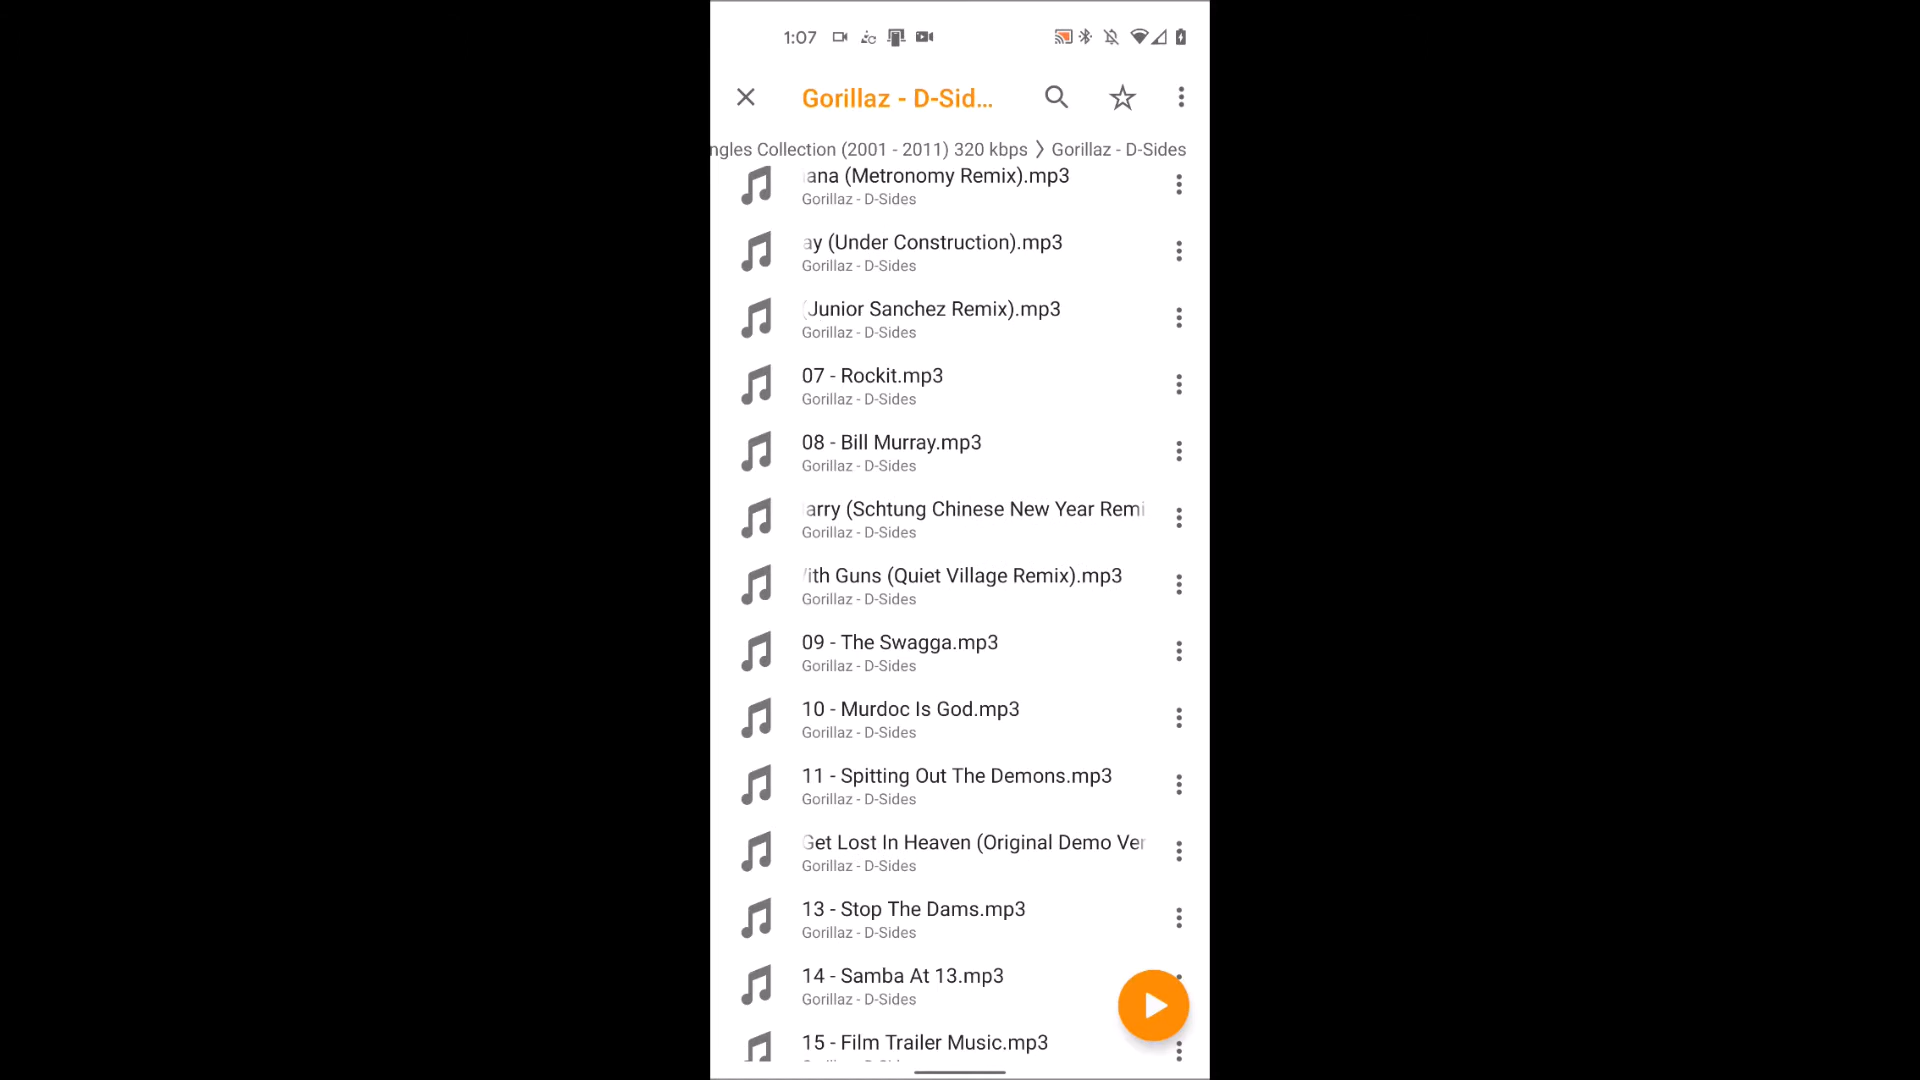 1:07
Gorillaz - D-Sid...
ngles Collection (2001 - 2011) 320 kbps > Gorillaz - D-Sides
ana (Metronomy Remix).mp3
Gorillaz - D-Sides
ay (Under Construction).mp3
Gorillaz - D-Sides
(Junior Sanchez Remix).mp3
Gorillaz - D-Sides
07 - Rockit.mp3
Gorillaz - D-Sides
08 - Bill Murray.mp3
Gorillaz - D-Sides
arry (Schtung Chinese New Year Remi
Gorillaz - D-Sides
ith Guns (Quiet Village Remix).mp3
Gorillaz - D-Sides
09 - The Swagga.mp3
Gorillaz - D-Sides
10 - Murdoc Is God.mp3
Gorillaz - D-Sides
11 - Spitting Out The Demons.mp3
Gorillaz - D-Sides
Get Lost In Heaven (Original Demo Ver
Gorillaz - D-Sides
13 - Stop The Dams.mp3
Gorillaz - D-Sides
14 - Samba At 13.mp3
Gorillaz - D-Sides
15 - Film Trailer Music.mp3